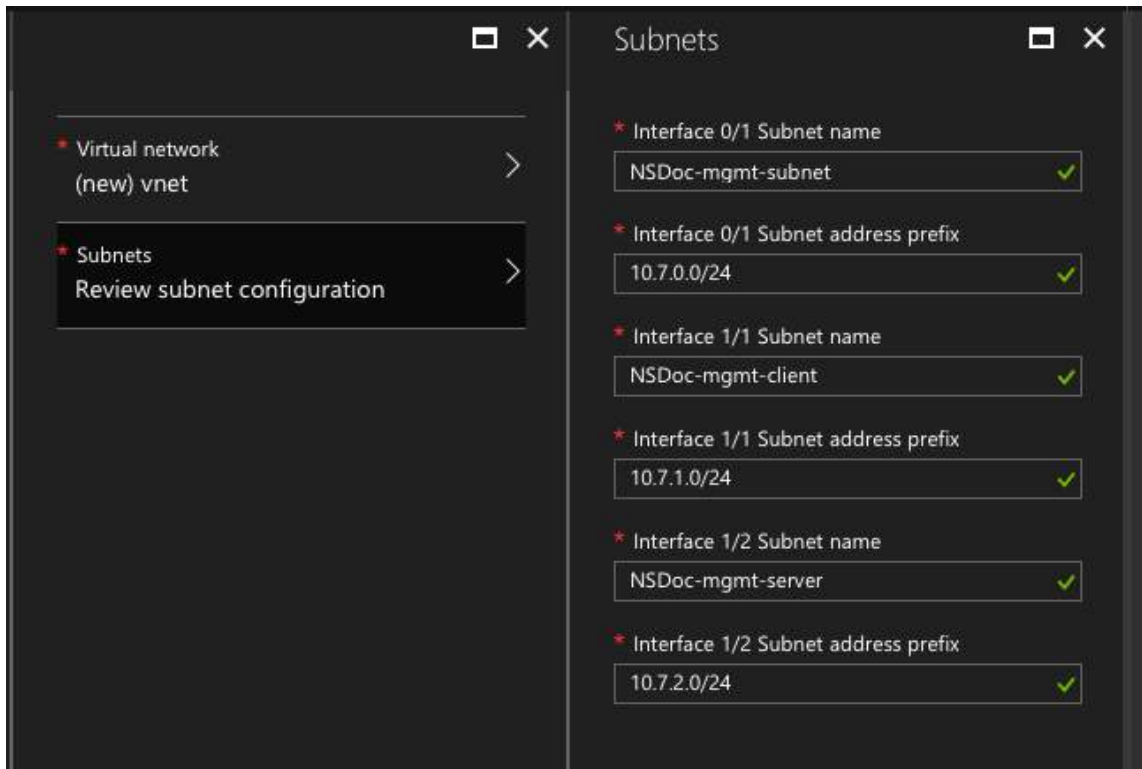 * Virtual network
(new) vnet
* Subnets
Review subnet configuration
Subnets
* Interface 0/1 Subnet name
NSDoc-mgmt-subnet
* Interface 0/1 Subnet address prefix
10.7.0.0/24
* Interface 1/1 Subnet name
NSDoc-mgmt-client
* Interface 1/1 Subnet address prefix
10.7.1.0/24
* Interface 1/2 Subnet name
NSDoc-mgmt-server
* Interface 1/2 Subnet address prefix
10.7.2.0/24